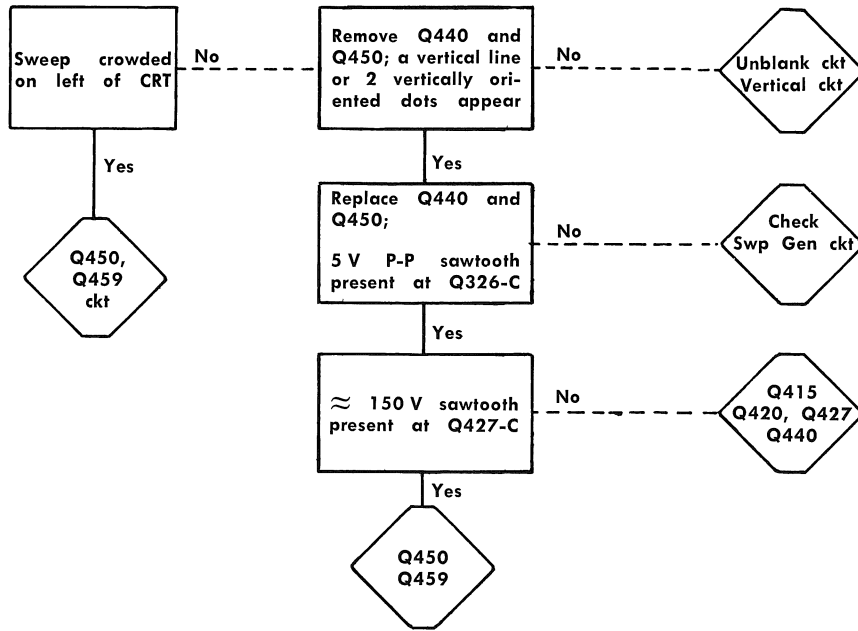 Sweep crowded
on left of CRT
No
Remove Q440 and
Q450; a vertical line
or 2 vertically ori-
ented dots appear
No
Unblank ckt
Vertical ckt
Yes
Yes
Q450,
Q459
ckt
Replace Q440 and
Q450;
5 V P-P sawtooth
present at Q326-C
No
Check
Swp Gen ckt
Yes
≈ 150 V sawtooth
present at Q427-C
No
Q415
Q420, Q427
Q440
Yes
Q450
Q459